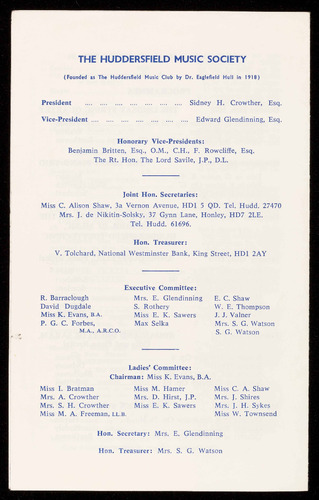 THE HUDDERSFIELD MUSIC SOCIETY
(Founded as The Huddersfield Music Club by Dr. Eaglefield Hull in 1918)
President .... .... .... .... .... .... .... Sidney H. Crowther, Esq.
Vice-President .... .... .... .... .... .... .... Edward Glendinning, Esq.
Honorary Vice-Presidents:
Benjamin Britten, Esq., O.M., C.H., F. Rowcliffe, Esq.
The Rt. Hon. The Lord Savile, J.P., D.L.
Joint Hon. Secretaries:
Miss C. Alison Shaw, 3a Vernon Avenue, HD1 5 QD. Tel. Hudd. 27470
Mrs. J. de Nikitin-Solsky, 37 Gynn Lane, Honley, HD7 2LE.
Tel. Hudd. 61696.
Hon. Treasurer:
V. Tolchard, National Westminster Bank, King Street, HD1 2AY
Executive Committee:
R. Barraclough Mrs. E. Glendinning E. C. Shaw
David Dugdale S. Rothery W. E. Thompson
Miss K. Evans, B.A. Miss E. K. Sawers J. J. Valner
P. G. C. Forbes, Max Selka Mrs. S. G. Watson
M.A., A.R.C.O. S. G. Watson
Ladies' Committee:
Chairman: Miss K. Evans, B.A.
Miss I. Bratman Miss M. Hamer Miss C. A. Shaw
Mrs. A. Crowther Mrs. D. Hirst, J.P. Mrs. J. Shires
Mrs. S. H. Crowther Miss E. K. Sawers Mrs. J. H. Sykes
Miss M. A. Freeman, LL.B. Miss W. Townsend
Hon. Secretary: Mrs. E. Glendinning
Hon. Treasurer: Mrs. S. G. Watson